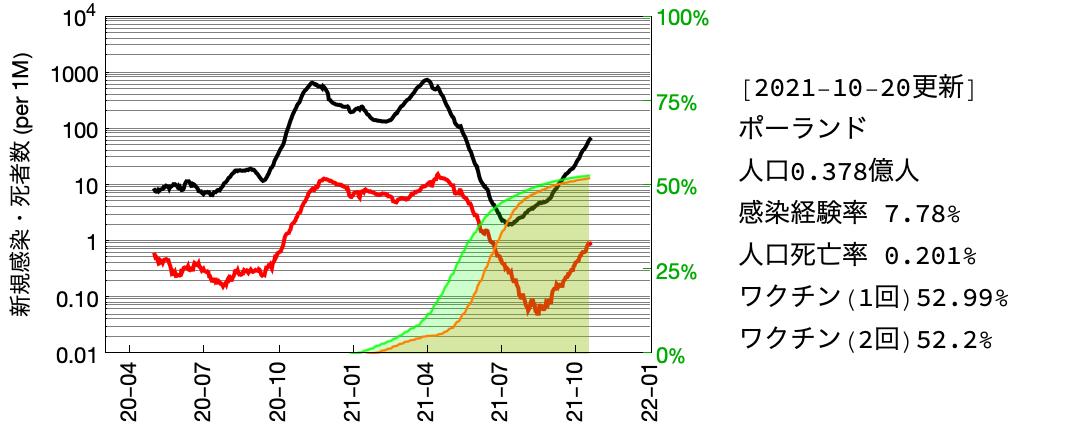 新規感染・死者数 (per 1M)
10^4
1000
100
10
1
0.10
0.01
100%
75%
50%
25%
0%
20-04
20-07
20-10
21-01
21-04
21-07
21-10
22-01
[2021-10-20更新]
ポーランド
人口0.378億人
感染経験率 7.78%
人口死亡率 0.201%
ワクチン(1回)52.99%
ワクチン(2回)52.2%